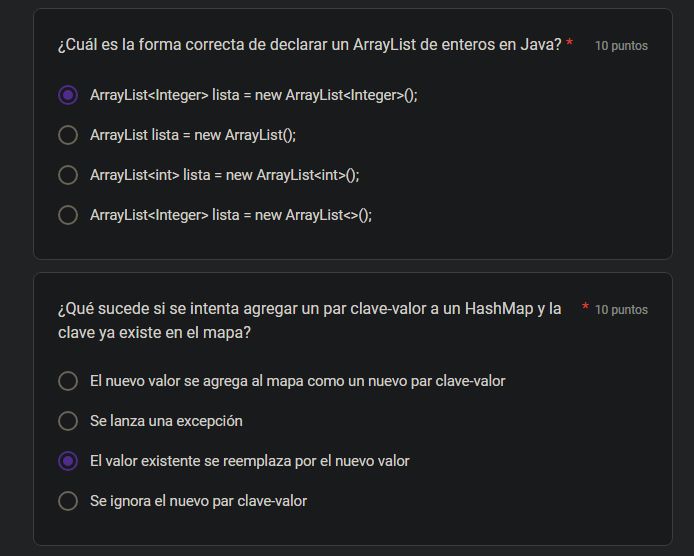 ¿Cuál es la forma correcta de declarar un ArrayList de enteros en Java? * 10 puntos
ArrayList<Integer> lista = new ArrayList<Integer>();
ArrayList lista = new ArrayList();
ArrayList<int> lista = new ArrayList<int>();
ArrayList<Integer> lista = new ArrayList<>();
¿Qué sucede si se intenta agregar un par clave-valor a un HashMap y la * 10 puntos
clave ya existe en el mapa?
El nuevo valor se agrega al mapa como un nuevo par clave-valor
Se lanza una excepción
El valor existente se reemplaza por el nuevo valor
Se ignora el nuevo par clave-valor